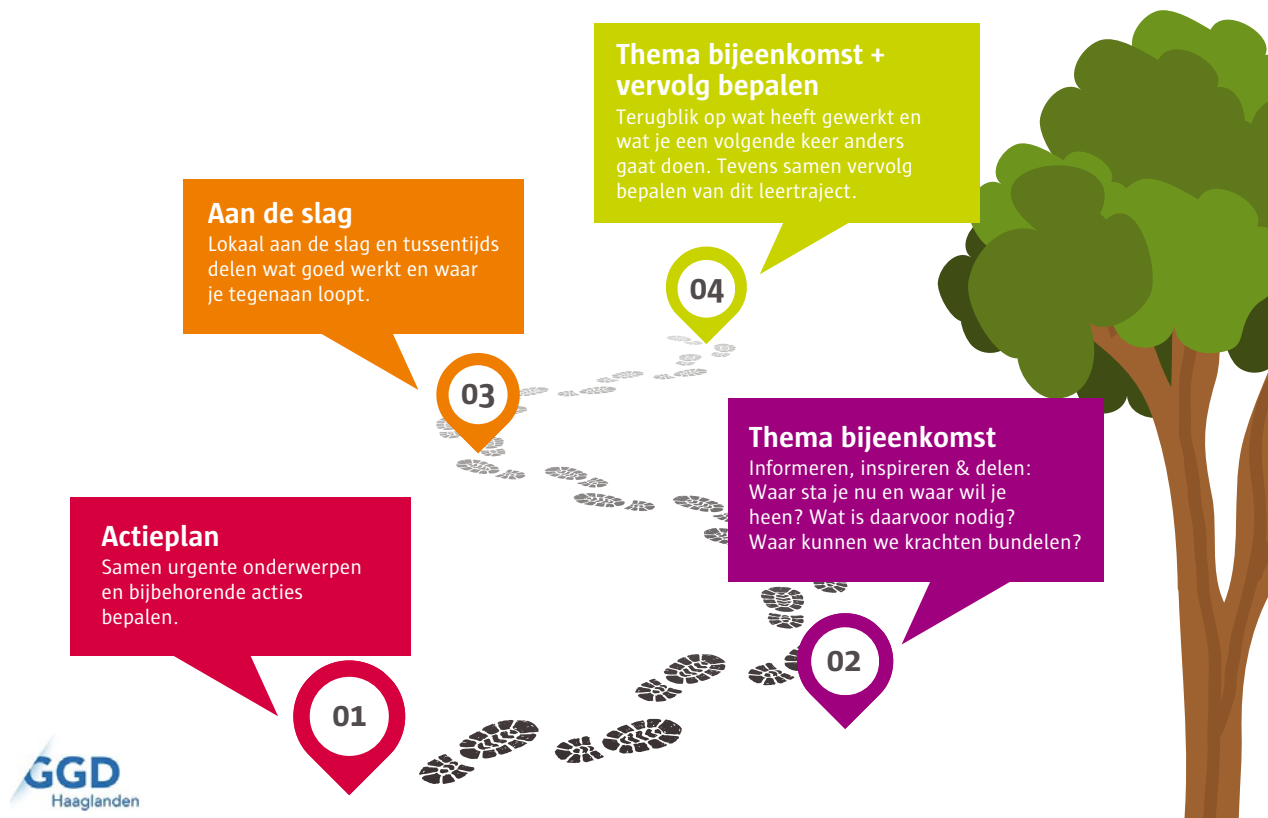 Thema bijeenkomst +
vervolg bepalen
Terugblik op wat heeft gewerkt en
wat je een volgende keer anders
gaat doen. Tevens samen vervolg
bepalen van dit leertraject.
04
Aan de slag
Lokaal aan de slag en tussentijds
delen wat goed werkt en waar
je tegenaan loopt.
03
Thema bijeenkomst
Informeren, inspireren & delen:
Waar sta je nu en waar wil je
heen? Wat is daarvoor nodig?
Waar kunnen we krachten bundelen?
02
Actieplan
Samen urgente onderwerpen
en bijbehorende acties
bepalen.
01
GGD
Haaglanden